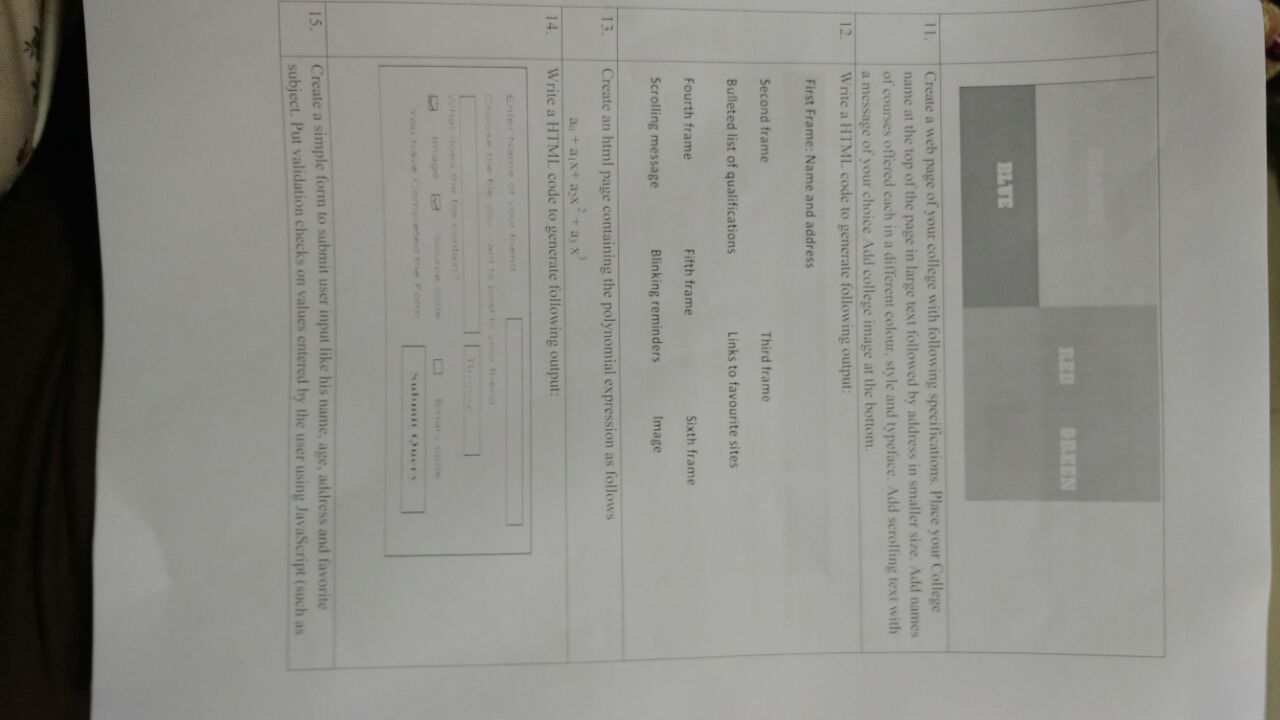 ORANGE
RED GREEN
BLUE
11. Create a web page of your college with following specifications. Place your College
name at the top of the page in large text followed by address in smaller size. Add names
of courses offered each in a different colour, style and typeface. Add scrolling text with
a message of your choice Add college image at the bottom.
12. Write a HTML code to generate following output:
First Frame: Name and address
Second frame Third frame
Bulleted list of qualifications Links to favourite sites
Fourth frame Fifth frame Sixth frame
Scrolling message Blinking reminders Image
13. Create an html page containing the polynomial expression as follows
a₀ + a₁x+ a₂x² + a₃ x³
14. Write a HTML code to generate following output:
Enter Name of your friend
Choose the file you want to post to your friend
Browse
What does the file contain?
Image Source code Binary code
You have Completed the Form Submit Query
15. Create a simple form to submit user input like his name, age, address and favorite
subject. Put validation checks on values entered by the user using JavaScript (such as